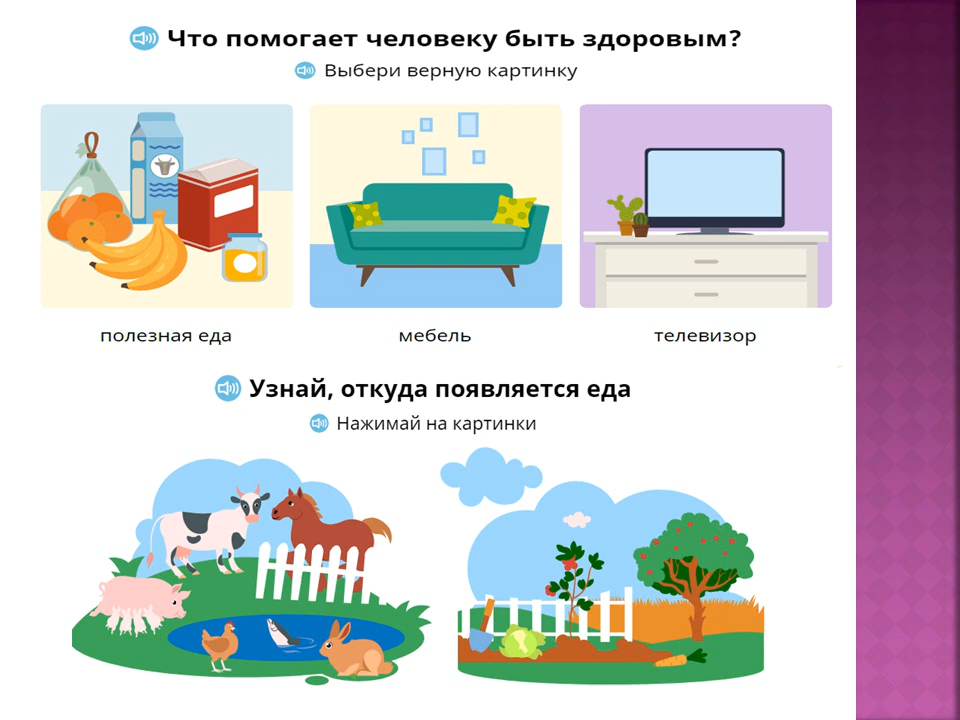 Что помогает человеку быть здоровым?
Выбери верную картинку
полезная еда
мебель
телевизор
Узнай, откуда появляется еда
Нажимай на картинки